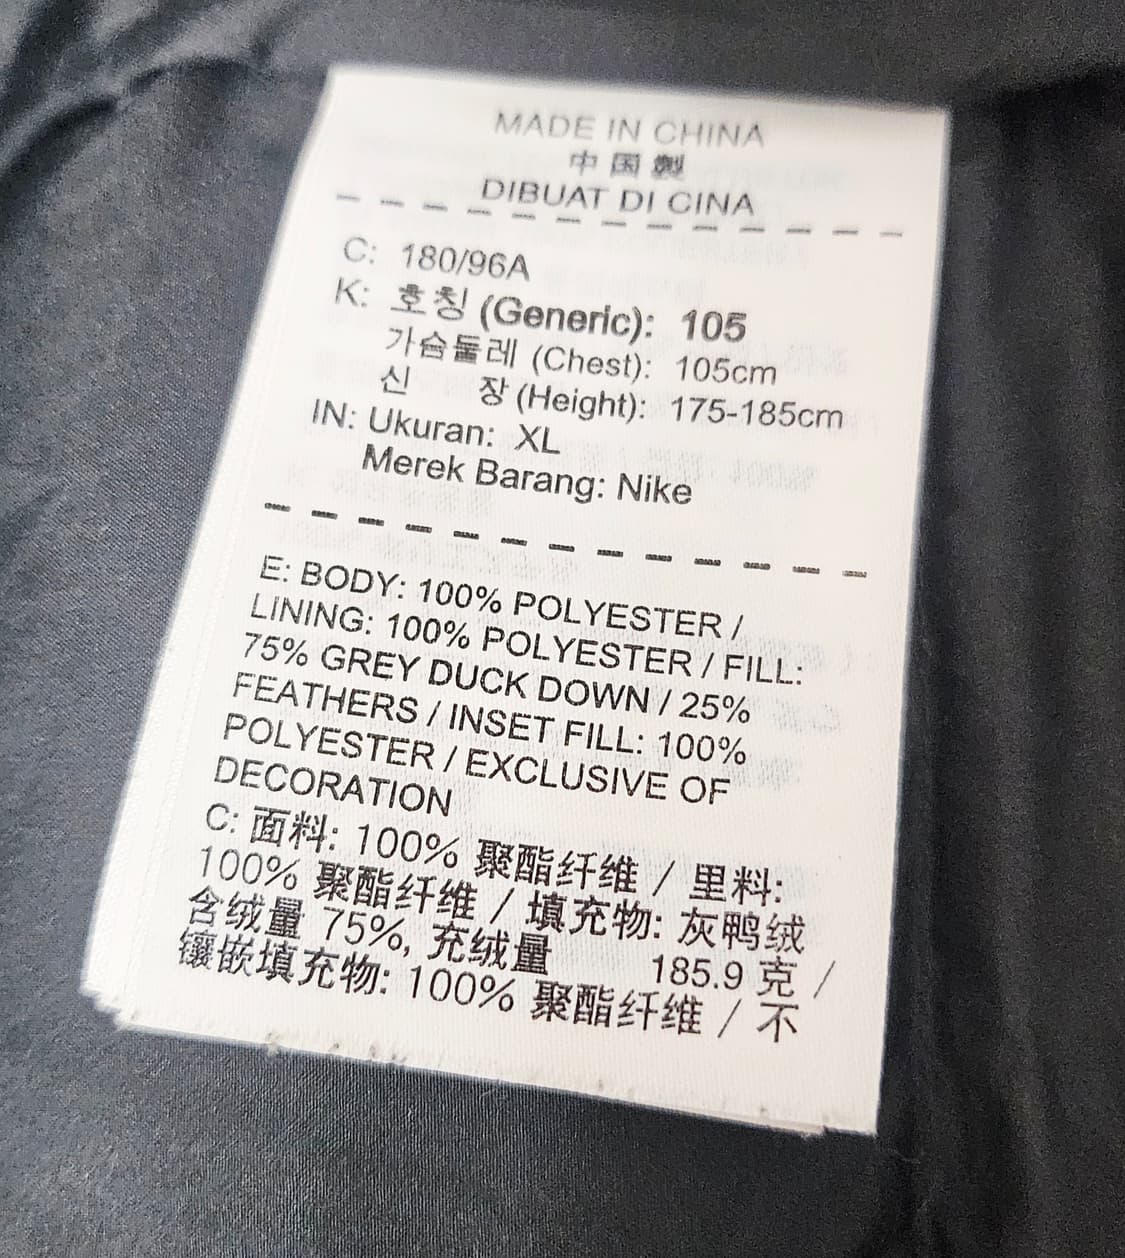 MADE IN CHINA
中国製
DIBUAT DI CINA
C: 180/96A
K: 호칭 (Generic): 105
가슴둘레 (Chest): 105cm
신 장 (Height): 175-185cm
IN: Ukuran: XL
Merek Barang: Nike
E: BODY: 100% POLYESTER /
LINING: 100% POLYESTER / FILL:
75% GREY DUCK DOWN / 25%
FEATHERS / INSET FILL: 100%
POLYESTER / EXCLUSIVE OF
DECORATION
C: 面料: 100% 聚酯纤维 / 里料:
100% 聚酯纤维 / 填充物: 灰鸭绒
含绒量 75%, 充绒量 185.9 克 /
镶嵌填充物: 100% 聚酯纤维 / 不